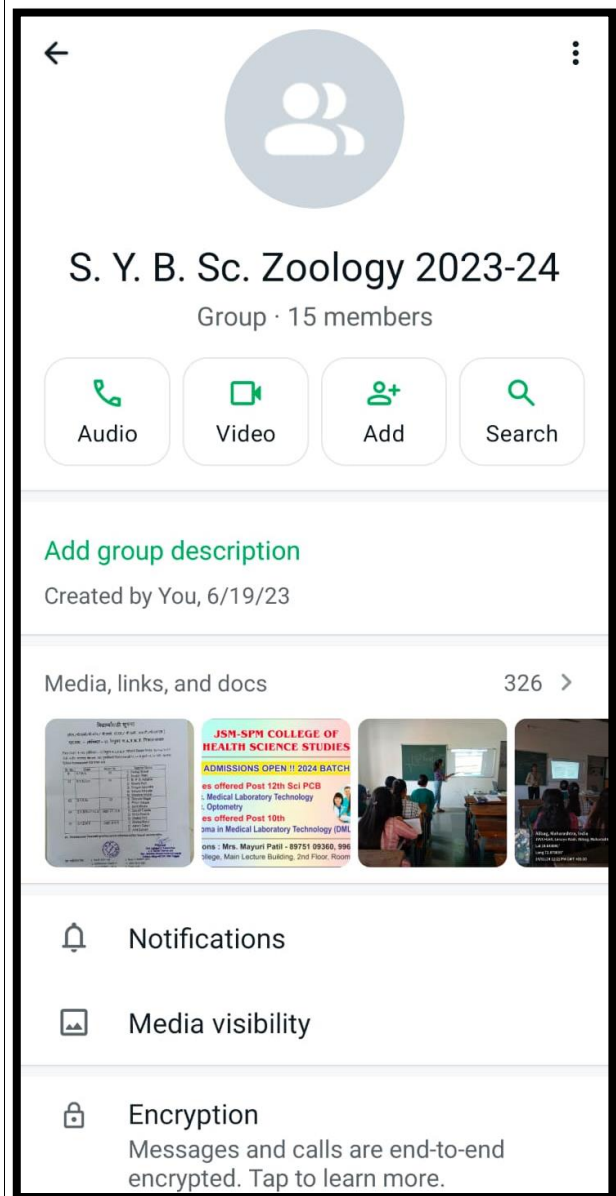 S. Y. B. Sc. Zoology 2023-24
Group · 15 members
Audio
Video
Add
Search
Add group description
Created by You, 6/19/23
Media, links, and docs
326
JSM-SPM COLLEGE OF
HEALTH SCIENCE STUDIES
ADMISSIONS OPEN !! 2024 BATCH
es offered Post 12th Sci PCB
. Medical Laboratory Technology
. Optometry
es offered Post 10th
ma in Medical Laboratory Technology (DML
ons : Mrs. Mayuri Patil - 89751 09360, 996
ollege, Main Lecture Building, 2nd Floor, Room
Notifications
Media visibility
Encryption
Messages and calls are end-to-end
encrypted. Tap to learn more.